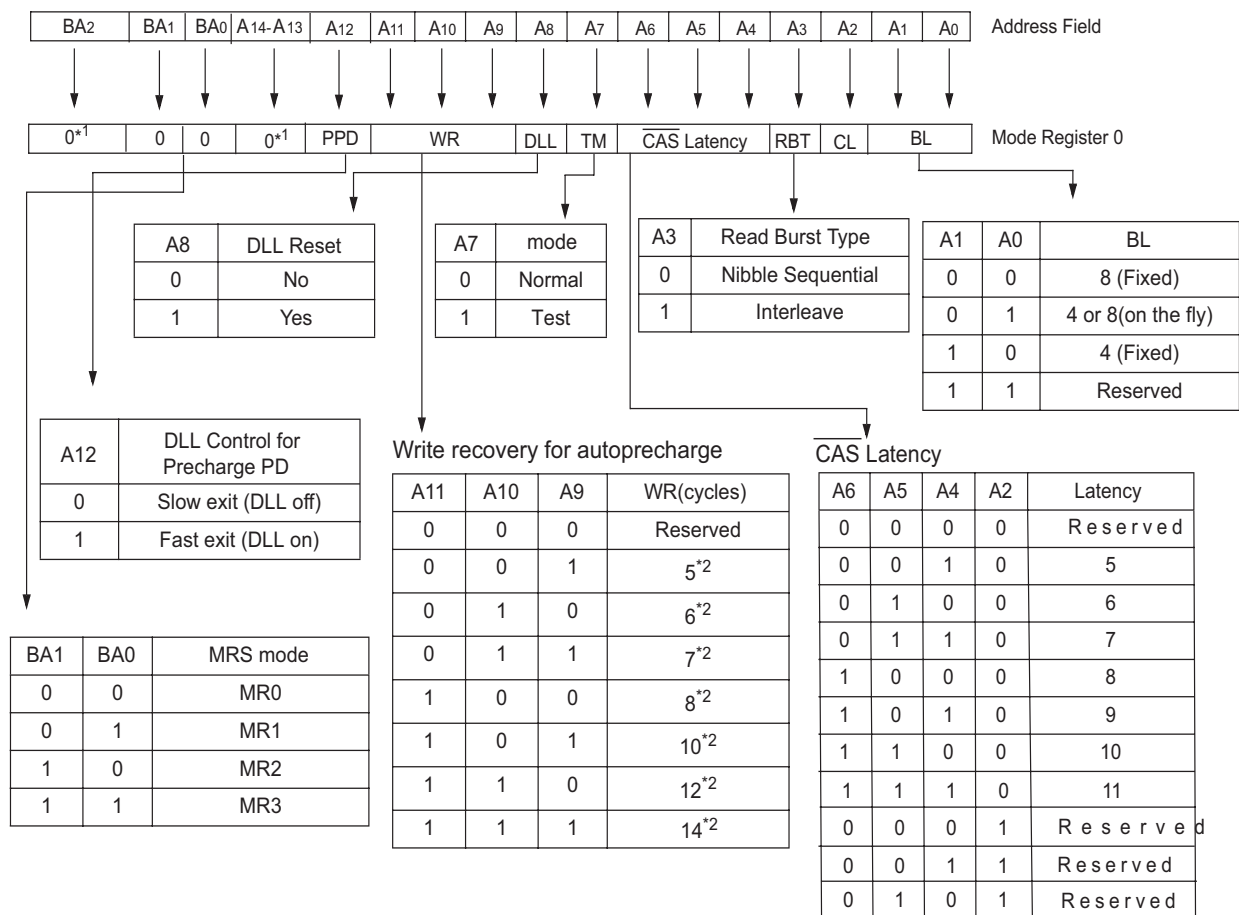 BA2 BA1 BA0 A14-A13 A12 A11 A10 A9 A8 A7 A6 A5 A4 A3 A2 A1 A0 Address Field
0*1 0 0 0*1 PPD WR DLL TM CAS Latency RBT CL BL Mode Register 0
A8 DLL Reset
0 No
1 Yes
A7 mode
0 Normal
1 Test
A3 Read Burst Type
0 Nibble Sequential
1 Interleave
A1 A0 BL
0 0 8 (Fixed)
0 1 4 or 8(on the fly)
1 0 4 (Fixed)
1 1 Reserved
A12 DLL Control for
Precharge PD
0 Slow exit (DLL off)
1 Fast exit (DLL on)
BA1 BA0 MRS mode
0 0 MR0
0 1 MR1
1 0 MR2
1 1 MR3
Write recovery for autoprecharge
A11 A10 A9 WR(cycles)
0 0 0 Reserved
0 0 1 5*2
0 1 0 6*2
0 1 1 7*2
1 0 0 8*2
1 0 1 10*2
1 1 0 12*2
1 1 1 14*2
CAS Latency
A6 A5 A4 A2 Latency
0 0 0 0 Reserved
0 0 1 0 5
0 1 0 0 6
0 1 1 0 7
1 0 0 0 8
1 0 1 0 9
1 1 0 0 10
1 1 1 0 11
0 0 0 1 Reserved
0 0 1 1 Reserved
0 1 0 1 Reserved